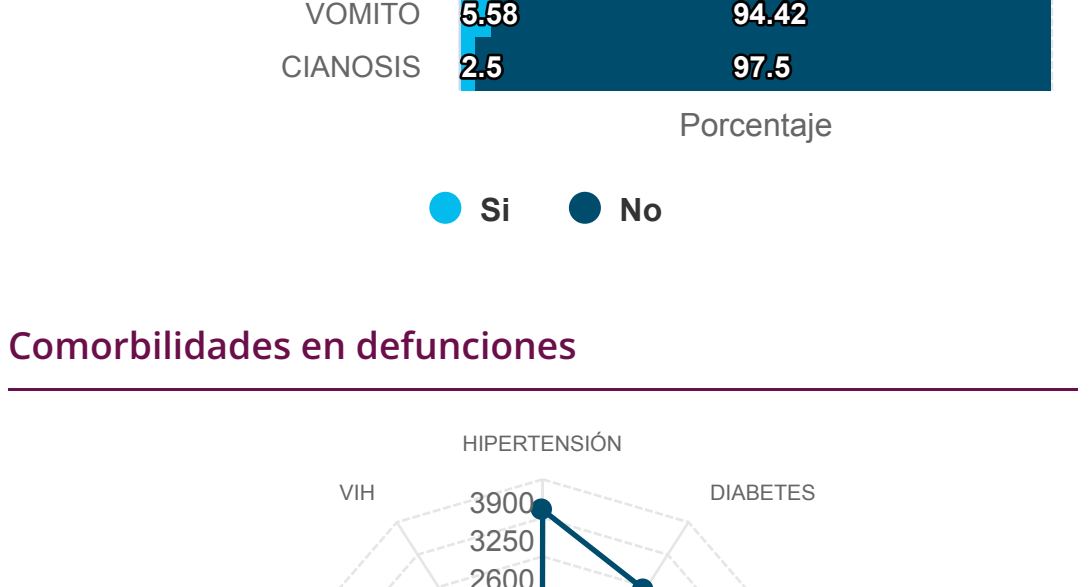 VOMITO 5.58 94.42
CIANOSIS 2.5 97.5
Porcentaje
Si No
Comorbilidades en defunciones
HIPERTENSIÓN
VIH DIABETES
3900
3250
2600